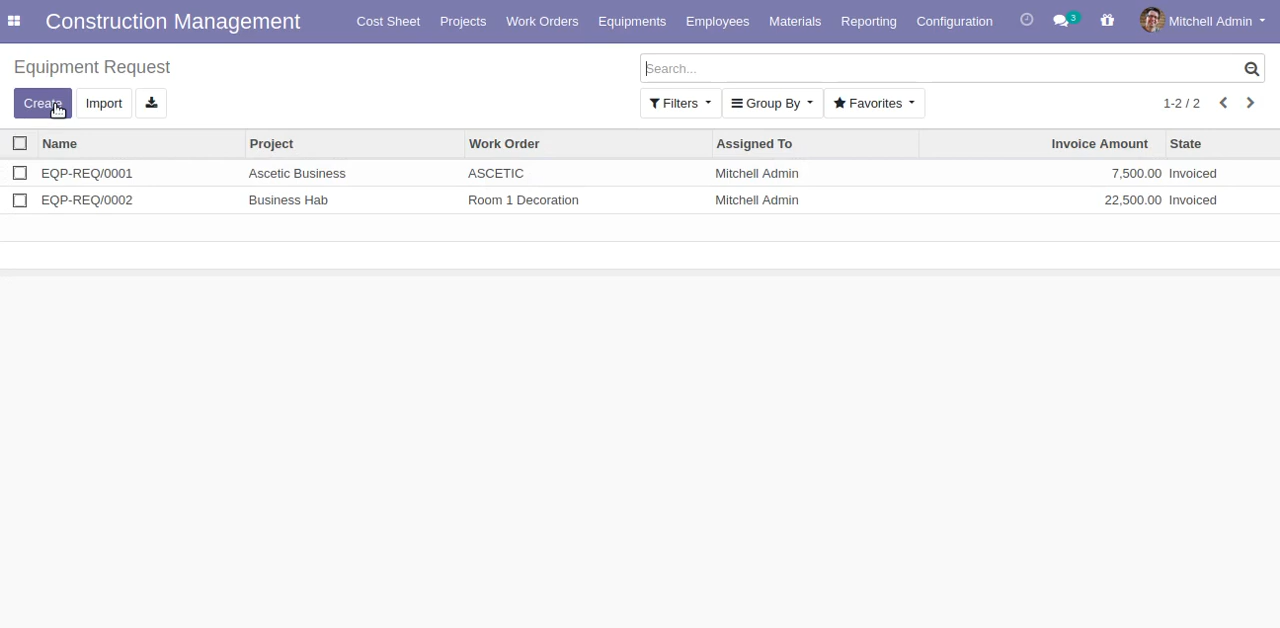 Construction Management Cost Sheet Projects Work Orders Equipments Employees Materials Reporting Configuration 3 Mitchell Admin
Equipment Request
Search...
Create Import Filters Group By Favorites 1-2 / 2
Name Project Work Order Assigned To Invoice Amount State
EQP-REQ/0001 Ascetic Business ASCETIC Mitchell Admin 7,500.00 Invoiced
EQP-REQ/0002 Business Hab Room 1 Decoration Mitchell Admin 22,500.00 Invoiced